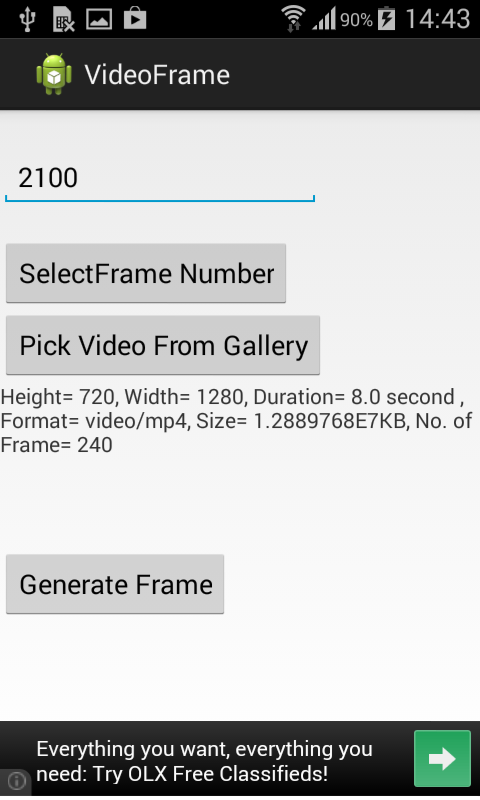 90% 14:43
VideoFrame
2100
SelectFrame Number
Pick Video From Gallery
Height= 720, Width= 1280, Duration= 8.0 second ,
Format= video/mp4, Size= 1.2889768E7KB, No. of
Frame= 240
Generate Frame
Everything you want, everything you
need: Try OLX Free Classifieds!